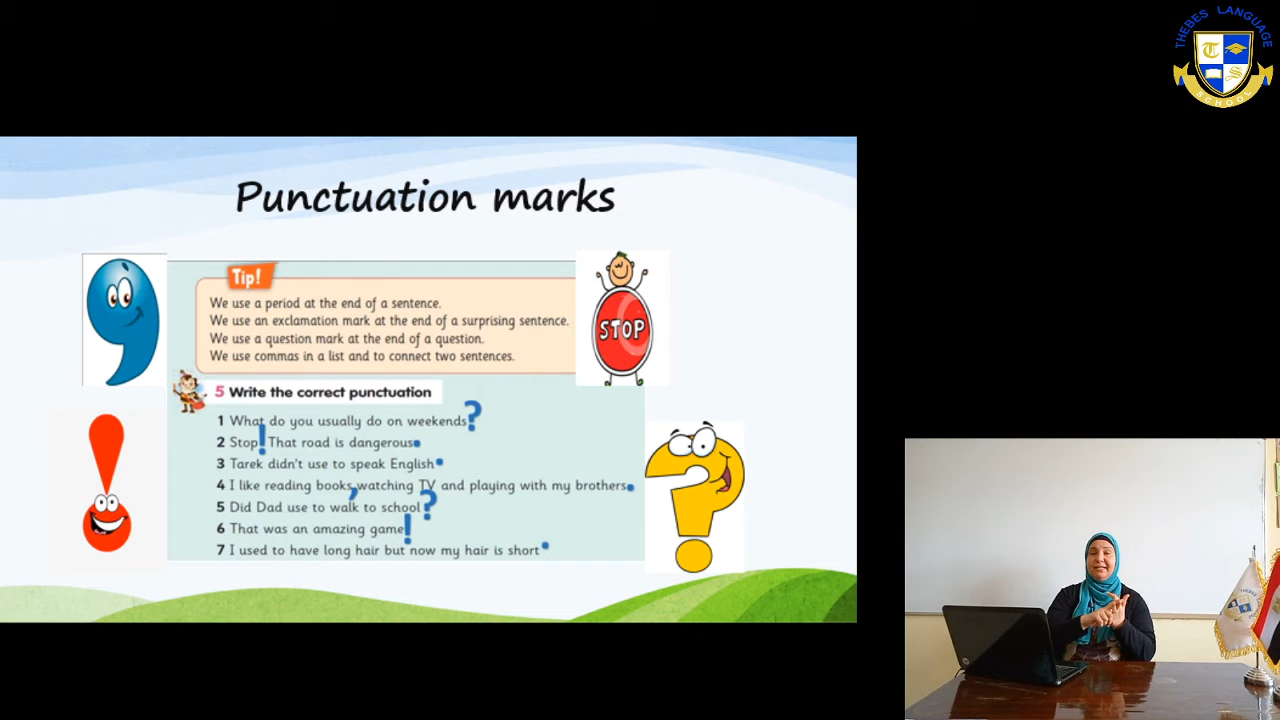 THEBES LANGUAGE
T
S
SCHOOL
Punctuation marks
Tip!
We use a period at the end of a sentence.
We use an exclamation mark at the end of a surprising sentence.
We use a question mark at the end of a question.
We use commas in a list and to connect two sentences.
STOP
5 Write the correct punctuation
1 What do you usually do on weekends?
2 Stop! That road is dangerous.
3 Tarek didn't use to speak English.
4 I like reading books, watching TV and playing with my brothers.
5 Did Dad use to walk to school?
6 That was an amazing game!
7 I used to have long hair but now my hair is short.